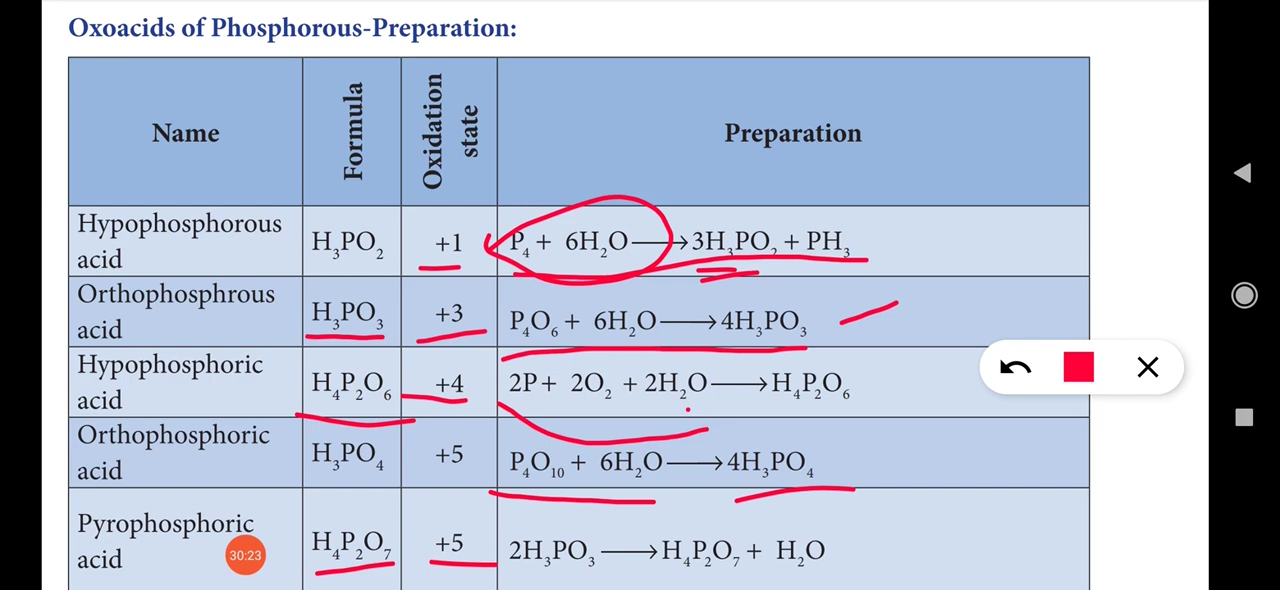 Oxoacids of Phosphorous-Preparation:
Name
Formula
Oxidation
state
Preparation
Hypophosphorous
acid
H₃PO₂
+1
P₄ + 6H₂O⟶3H₃PO₂ + PH₃
Orthophosphrous
acid
H₃PO₃
+3
P₄O₆ + 6H₂O⟶4H₃PO₃
Hypophosphoric
acid
H₄P₂O₆
+4
2P + 2O₂ + 2H₂O⟶H₄P₂O₆
Orthophosphoric
acid
H₃PO₄
+5
P₄O₁₀ + 6H₂O⟶4H₃PO₄
Pyrophosphoric
acid
H₄P₂O₇
+5
2H₃PO₃⟶H₄P₂O₇ + H₂O
30:23